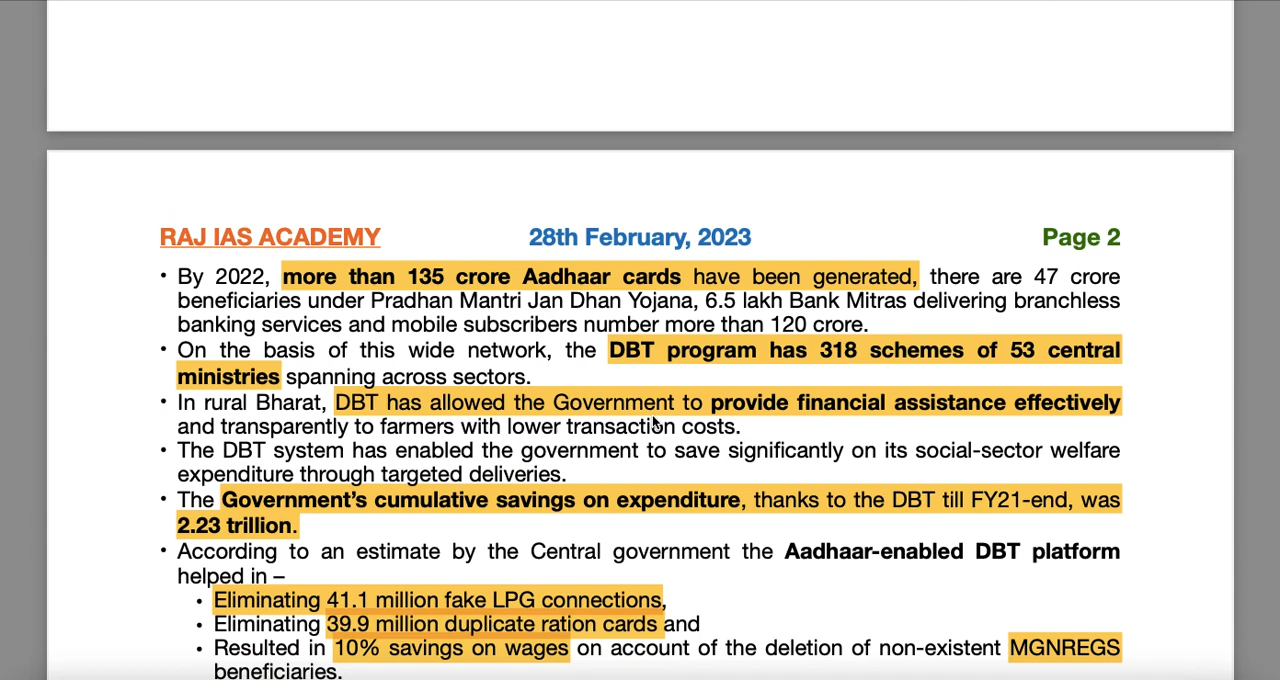 RAJ IAS ACADEMY 28th February, 2023 Page 2
• By 2022, more than 135 crore Aadhaar cards have been generated, there are 47 crore
beneficiaries under Pradhan Mantri Jan Dhan Yojana, 6.5 lakh Bank Mitras delivering branchless
banking services and mobile subscribers number more than 120 crore.
• On the basis of this wide network, the DBT program has 318 schemes of 53 central
ministries spanning across sectors.
• In rural Bharat, DBT has allowed the Government to provide financial assistance effectively
and transparently to farmers with lower transaction costs.
• The DBT system has enabled the government to save significantly on its social-sector welfare
expenditure through targeted deliveries.
• The Government’s cumulative savings on expenditure, thanks to the DBT till FY21-end, was
2.23 trillion.
• According to an estimate by the Central government the Aadhaar-enabled DBT platform
helped in –
• Eliminating 41.1 million fake LPG connections,
• Eliminating 39.9 million duplicate ration cards and
• Resulted in 10% savings on wages on account of the deletion of non-existent MGNREGS
beneficiaries.